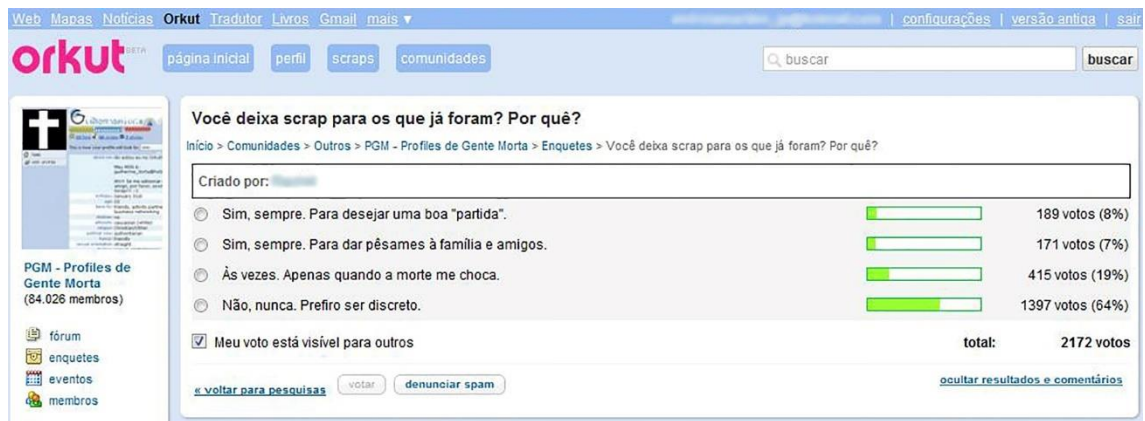 Web Mapas Notícias Orkut Tradutor Livros Gmail mais ▼ | configurações | versão antiga | sair
orkut BETA página inicial perfil scraps comunidades buscar buscar
Você deixa scrap para os que já foram? Por quê?
Início > Comunidades > Outros > PGM - Profiles de Gente Morta > Enquetes > Você deixa scrap para os que já foram? Por quê?
Criado por:
Sim, sempre. Para desejar uma boa "partida". 189 votos (8%)
Sim, sempre. Para dar pêsames à família e amigos. 171 votos (7%)
Às vezes. Apenas quando a morte me choca. 415 votos (19%)
Não, nunca. Prefiro ser discreto. 1397 votos (64%)
Meu voto está visível para outros total: 2172 votos
« voltar para pesquisas votar denunciar spam ocultar resultados e comentários
PGM - Profiles de
Gente Morta
(84.026 membros)
fórum
enquetes
eventos
membros